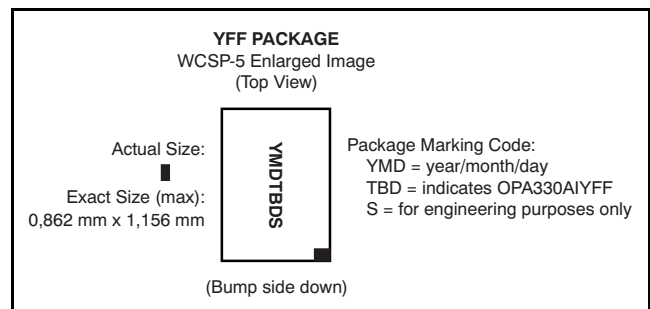 YFF PACKAGE
WCSP-5 Enlarged Image
(Top View)
Actual Size:
Exact Size (max):
0,862 mm x 1,156 mm
YMDTBDS
Package Marking Code:
YMD = year/month/day
TBD = indicates OPA330AIYFF
S = for engineering purposes only
(Bump side down)